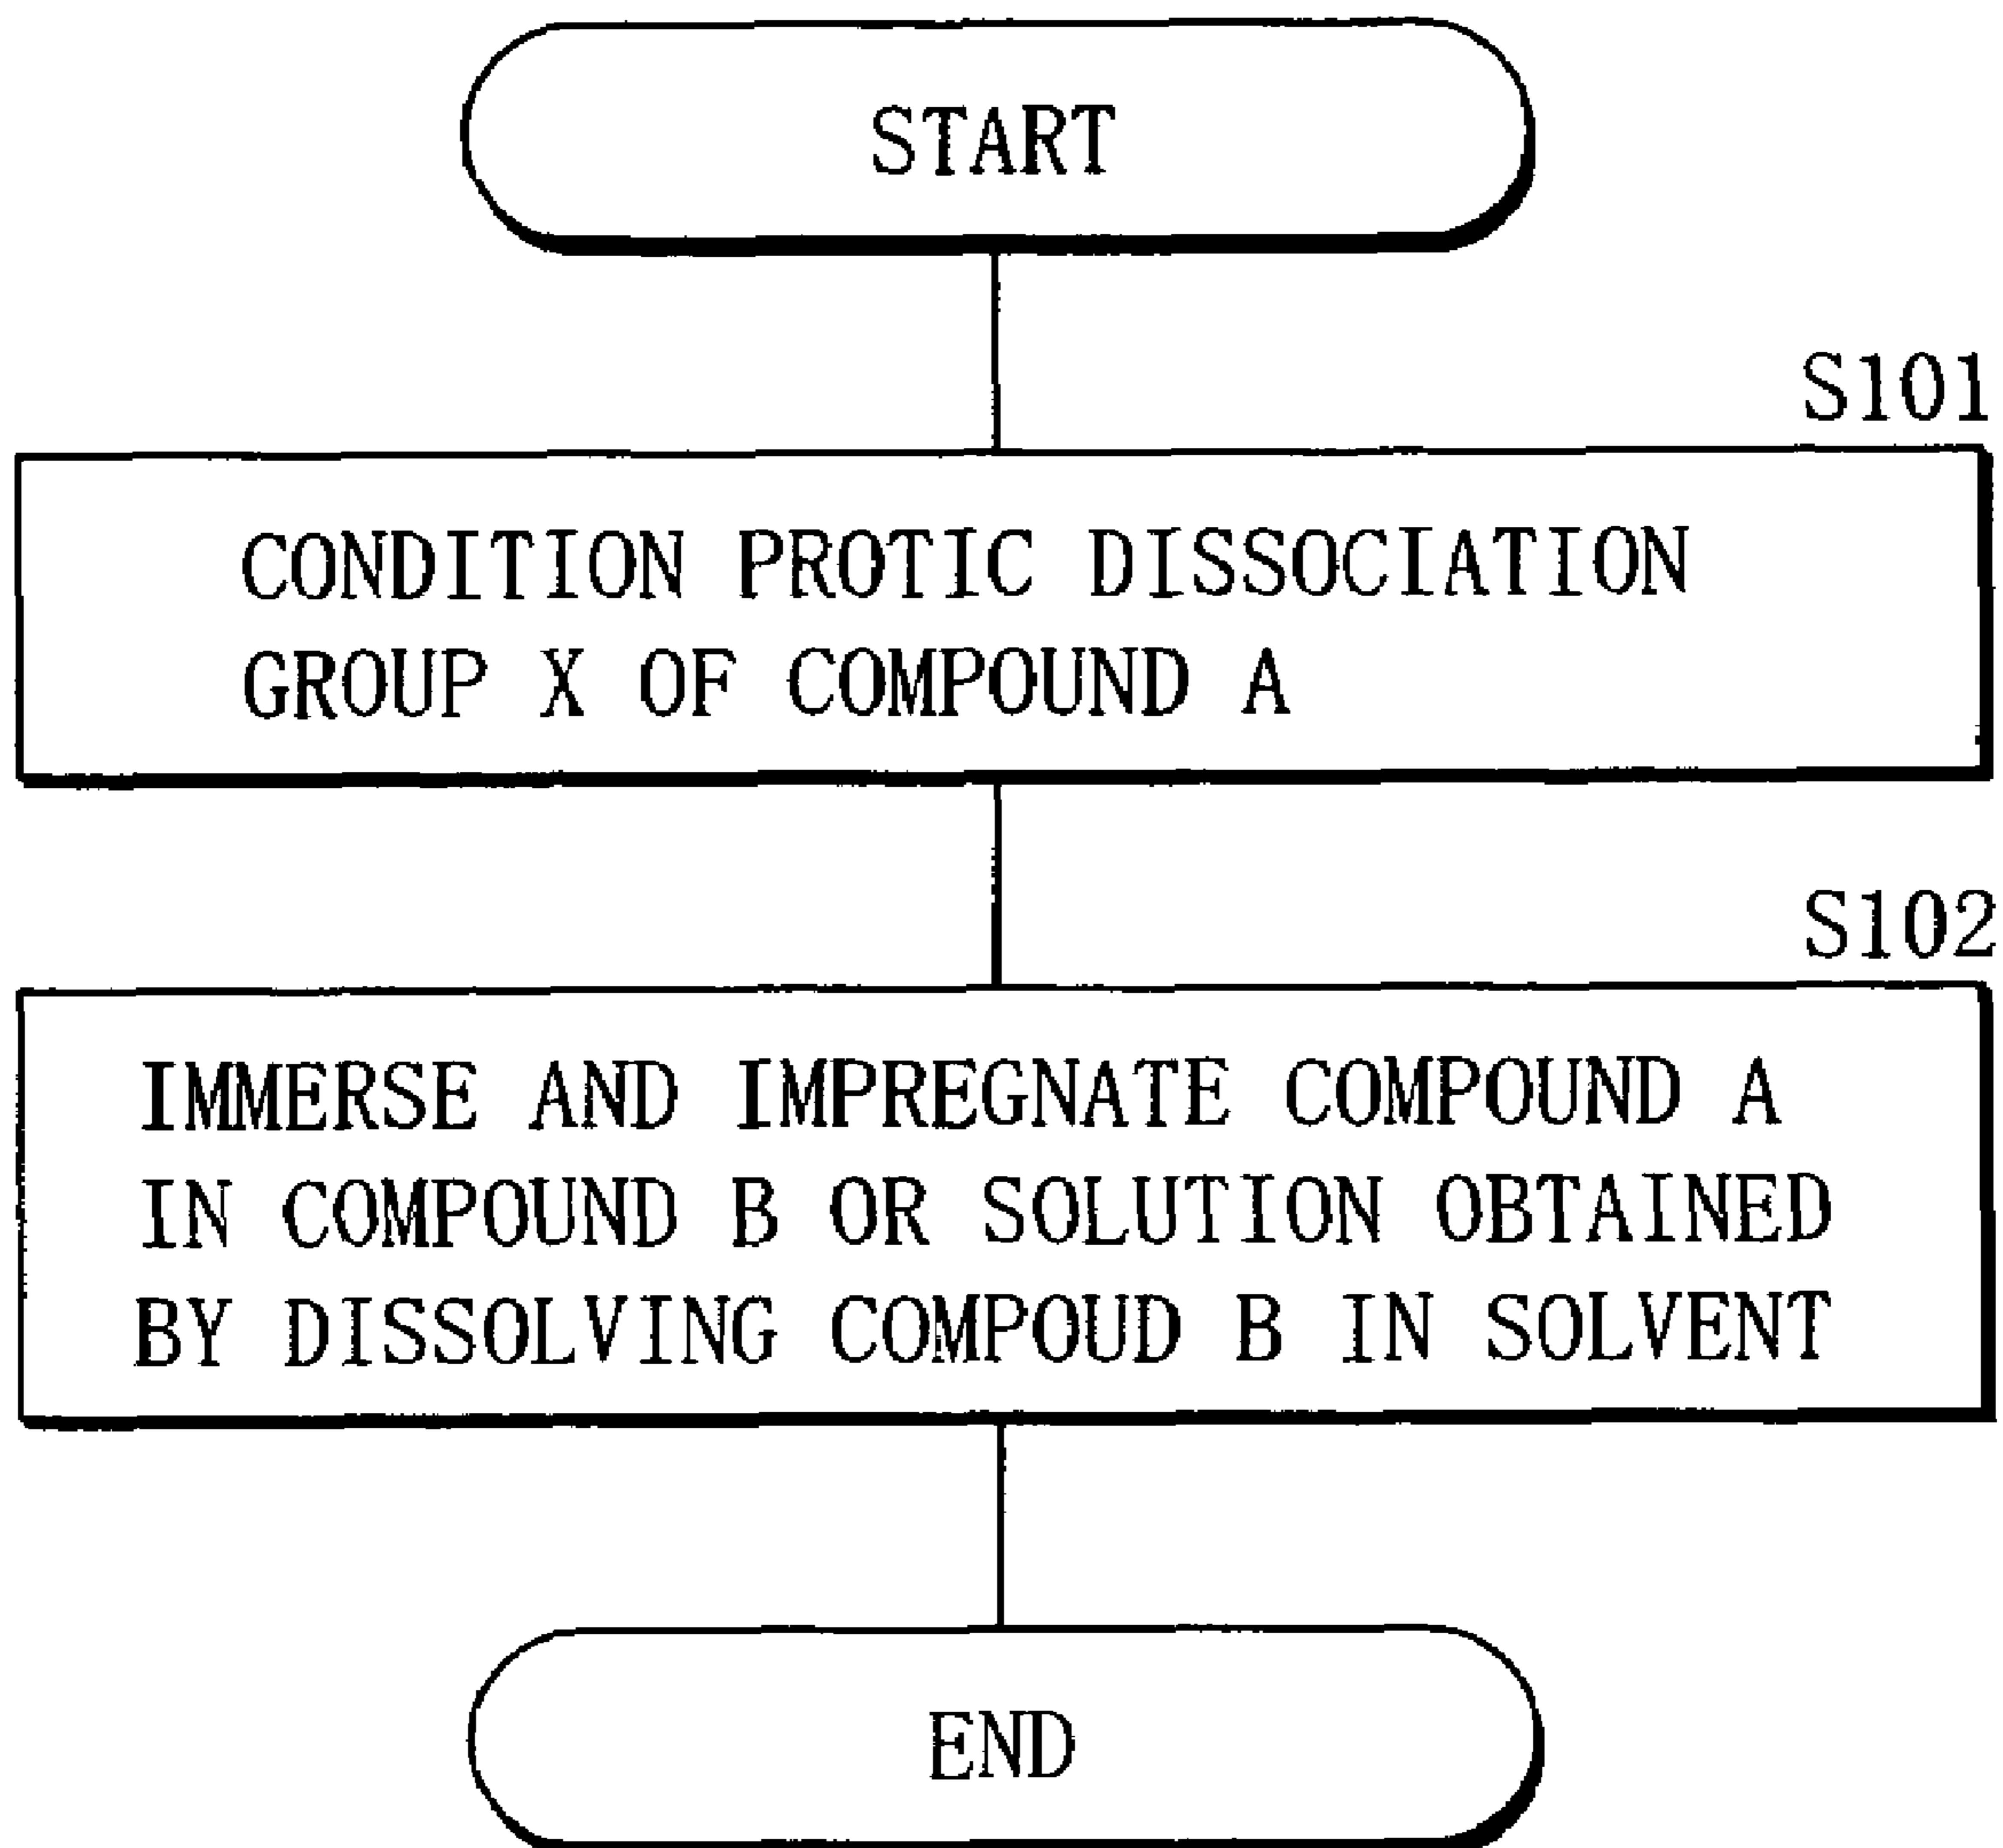 START
S101
CONDITION PROTIC DISSOCIATION
GROUP X OF COMPOUND A
S102
IMMERSE AND IMPREGNATE COMPOUND A
IN COMPOUND B OR SOLUTION OBTAINED
BY DISSOLVING COMPOUD B IN SOLVENT
END